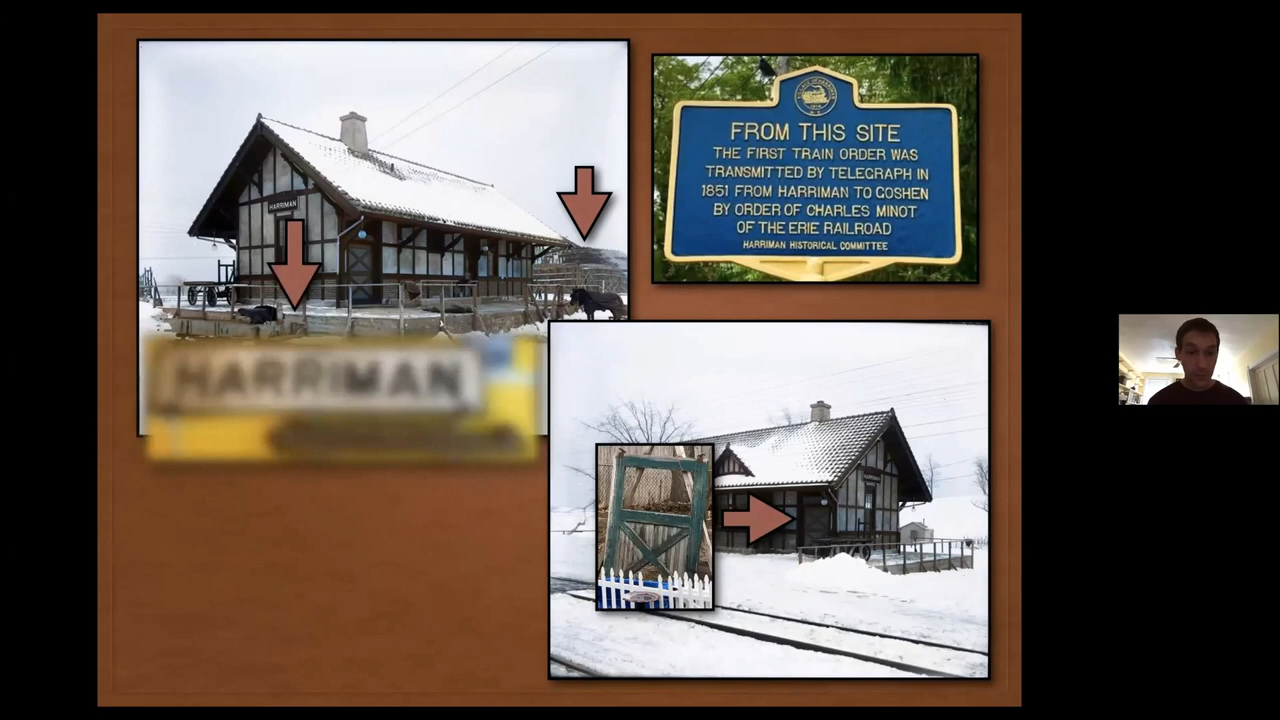 HARRIMAN
FROM THIS SITE
THE FIRST TRAIN ORDER WAS
TRANSMITTED BY TELEGRAPH IN
1851 FROM HARRIMAN TO GOSHEN
BY ORDER OF CHARLES MINOT
OF THE ERIE RAILROAD
HARRIMAN HISTORICAL COMMITTEE
HARRIMAN
HARRIMAN